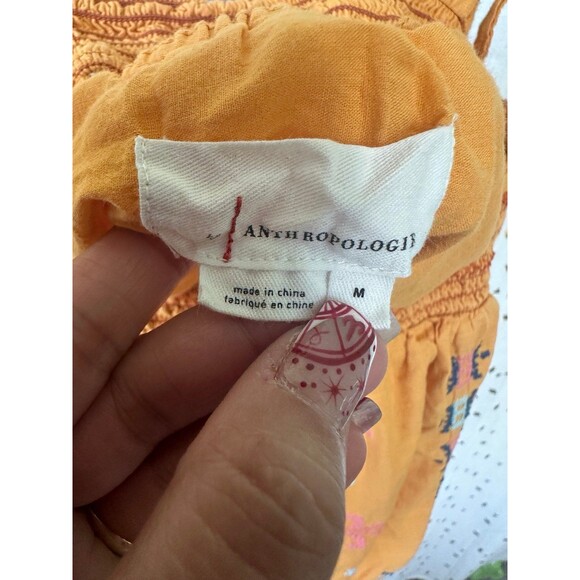 ANTHROPOLOGIE
made in china
fabriqué en chine
M